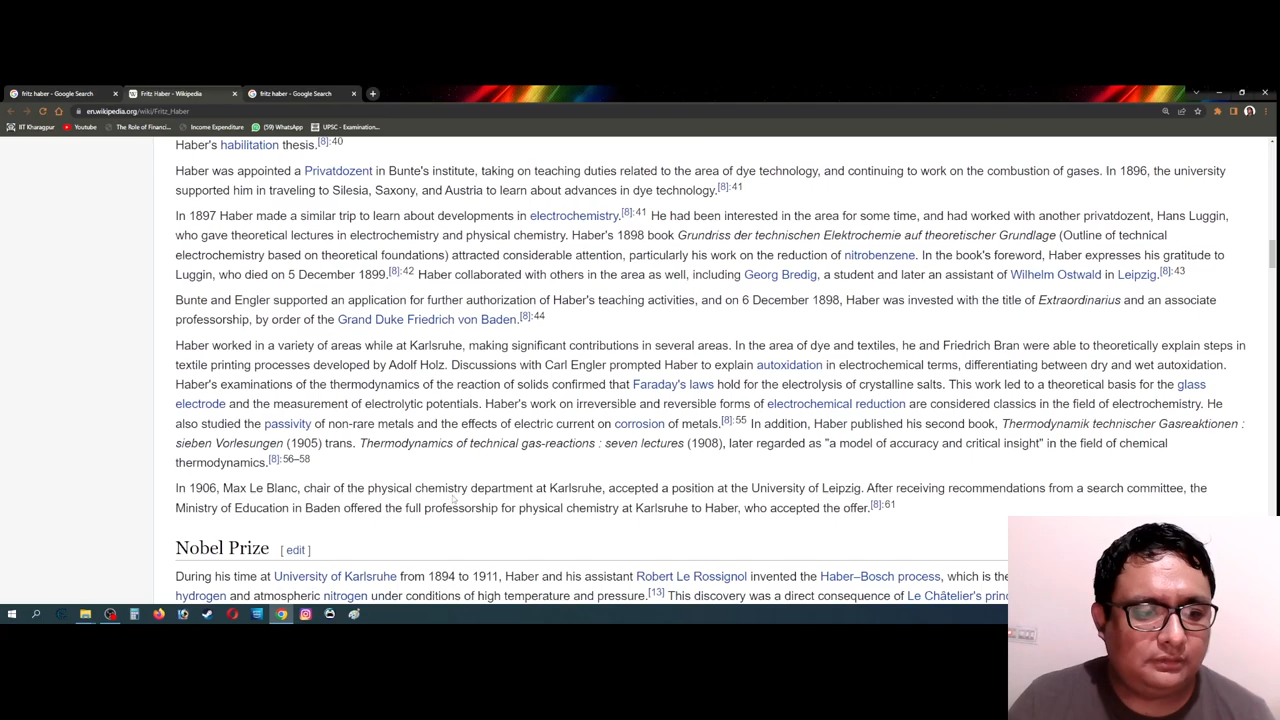 fritz haber - Google Search
Fritz Haber - Wikipedia
fritz haber - Google Search
en.wikipedia.org/wiki/Fritz_Haber
IIT Kharagpur
Youtube
The Role of Financi...
Income Expenditure
(59) WhatsApp
UPSC - Examination...
Haber's habilitation thesis.[8]:40
Haber was appointed a Privatdozent in Bunte's institute, taking on teaching duties related to the area of dye technology, and continuing to work on the combustion of gases. In 1896, the university
supported him in traveling to Silesia, Saxony, and Austria to learn about advances in dye technology.[8]:41
In 1897 Haber made a similar trip to learn about developments in electrochemistry.[8]:41 He had been interested in the area for some time, and had worked with another privatdozent, Hans Luggin,
who gave theoretical lectures in electrochemistry and physical chemistry. Haber's 1898 book Grundriss der technischen Elektrochemie auf theoretischer Grundlage (Outline of technical
electrochemistry based on theoretical foundations) attracted considerable attention, particularly his work on the reduction of nitrobenzene. In the book's foreword, Haber expresses his gratitude to
Luggin, who died on 5 December 1899.[8]:42 Haber collaborated with others in the area as well, including Georg Bredig, a student and later an assistant of Wilhelm Ostwald in Leipzig.[8]:43
Bunte and Engler supported an application for further authorization of Haber's teaching activities, and on 6 December 1898, Haber was invested with the title of Extraordinarius and an associate
professorship, by order of the Grand Duke Friedrich von Baden.[8]:44
Haber worked in a variety of areas while at Karlsruhe, making significant contributions in several areas. In the area of dye and textiles, he and Friedrich Bran were able to theoretically explain steps in
textile printing processes developed by Adolf Holz. Discussions with Carl Engler prompted Haber to explain autoxidation in electrochemical terms, differentiating between dry and wet autoxidation.
Haber's examinations of the thermodynamics of the reaction of solids confirmed that Faraday's laws hold for the electrolysis of crystalline salts. This work led to a theoretical basis for the glass
electrode and the measurement of electrolytic potentials. Haber's work on irreversible and reversible forms of electrochemical reduction are considered classics in the field of electrochemistry. He
also studied the passivity of non-rare metals and the effects of electric current on corrosion of metals.[8]:55 In addition, Haber published his second book, Thermodynamik technischer Gasreaktionen :
sieben Vorlesungen (1905) trans. Thermodynamics of technical gas-reactions : seven lectures (1908), later regarded as "a model of accuracy and critical insight" in the field of chemical
thermodynamics.[8]:56–58
In 1906, Max Le Blanc, chair of the physical chemistry department at Karlsruhe, accepted a position at the University of Leipzig. After receiving recommendations from a search committee, the
Ministry of Education in Baden offered the full professorship for physical chemistry at Karlsruhe to Haber, who accepted the offer.[8]:61
Nobel Prize [ edit ]
During his time at University of Karlsruhe from 1894 to 1911, Haber and his assistant Robert Le Rossignol invented the Haber–Bosch process, which is the
hydrogen and atmospheric nitrogen under conditions of high temperature and pressure.[13] This discovery was a direct consequence of Le Châtelier's princ